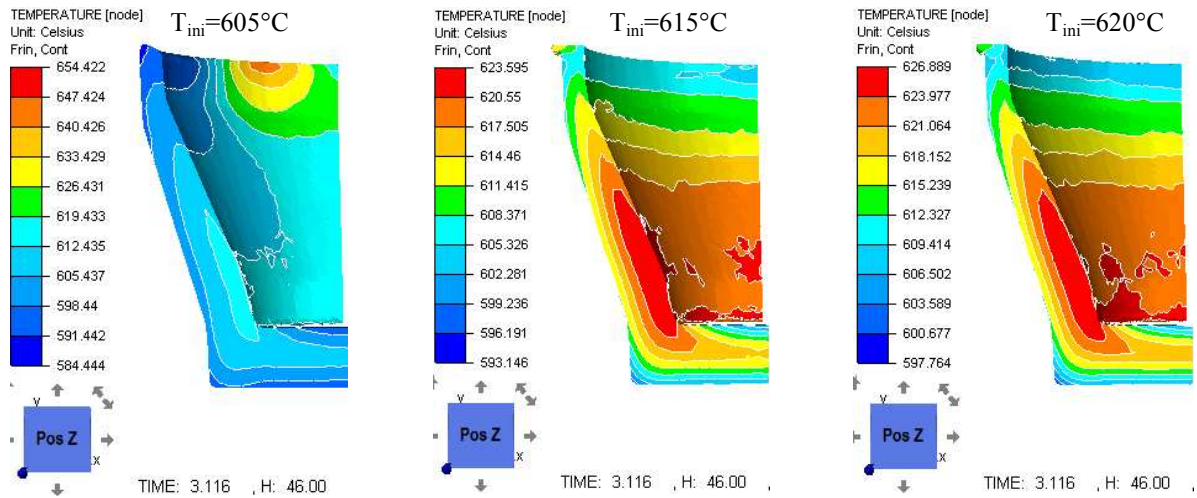 TEMPERATURE [node]
Unit: Celsius
Frin, Cont
T_ini=605°C
654.422
647.424
640.426
633.429
626.431
619.433
612.435
605.437
598.44
591.442
584.444
y
Pos Z
x
TIME: 3.116 , H: 46.00
TEMPERATURE [node]
Unit: Celsius
Frin, Cont
T_ini=615°C
623.595
620.55
617.505
614.46
611.415
608.371
605.326
602.281
599.236
596.191
593.146
y
Pos Z
x
TIME: 3.116 , H: 46.00 ,
TEMPERATURE [node]
Unit: Celsius
Frin, Cont
T_ini=620°C
626.889
623.977
621.064
618.152
615.239
612.327
609.414
606.502
603.589
600.677
597.764
y
Pos Z
x
TIME: 3.116 , H: 46.00 ,